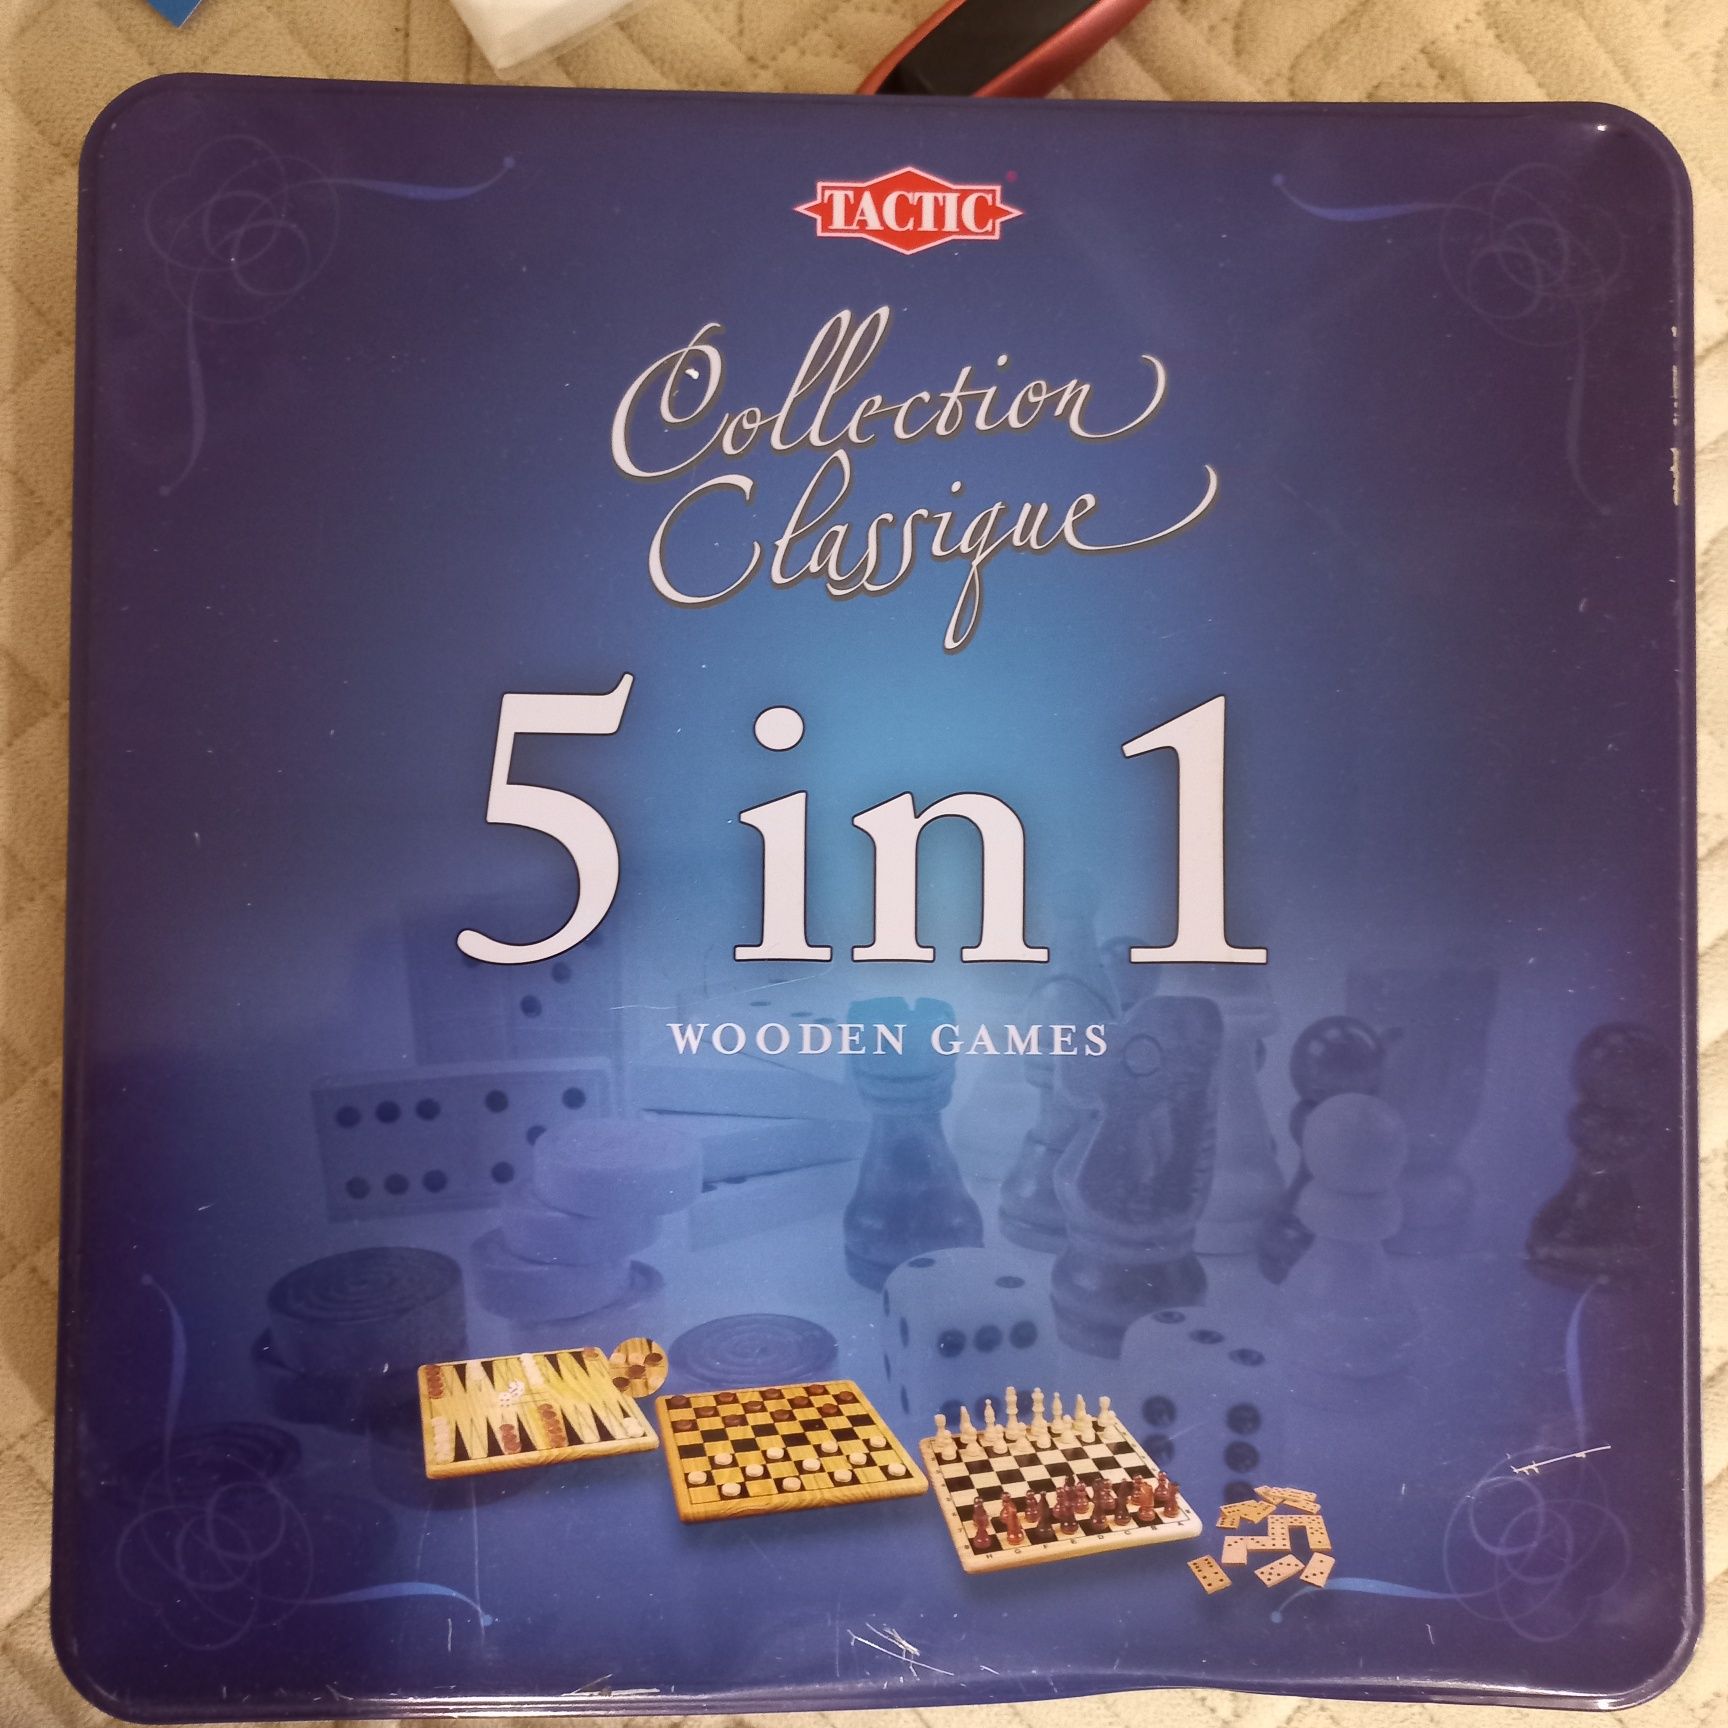 TACTIC
Collection
Classique
5 in 1
WOODEN GAMES